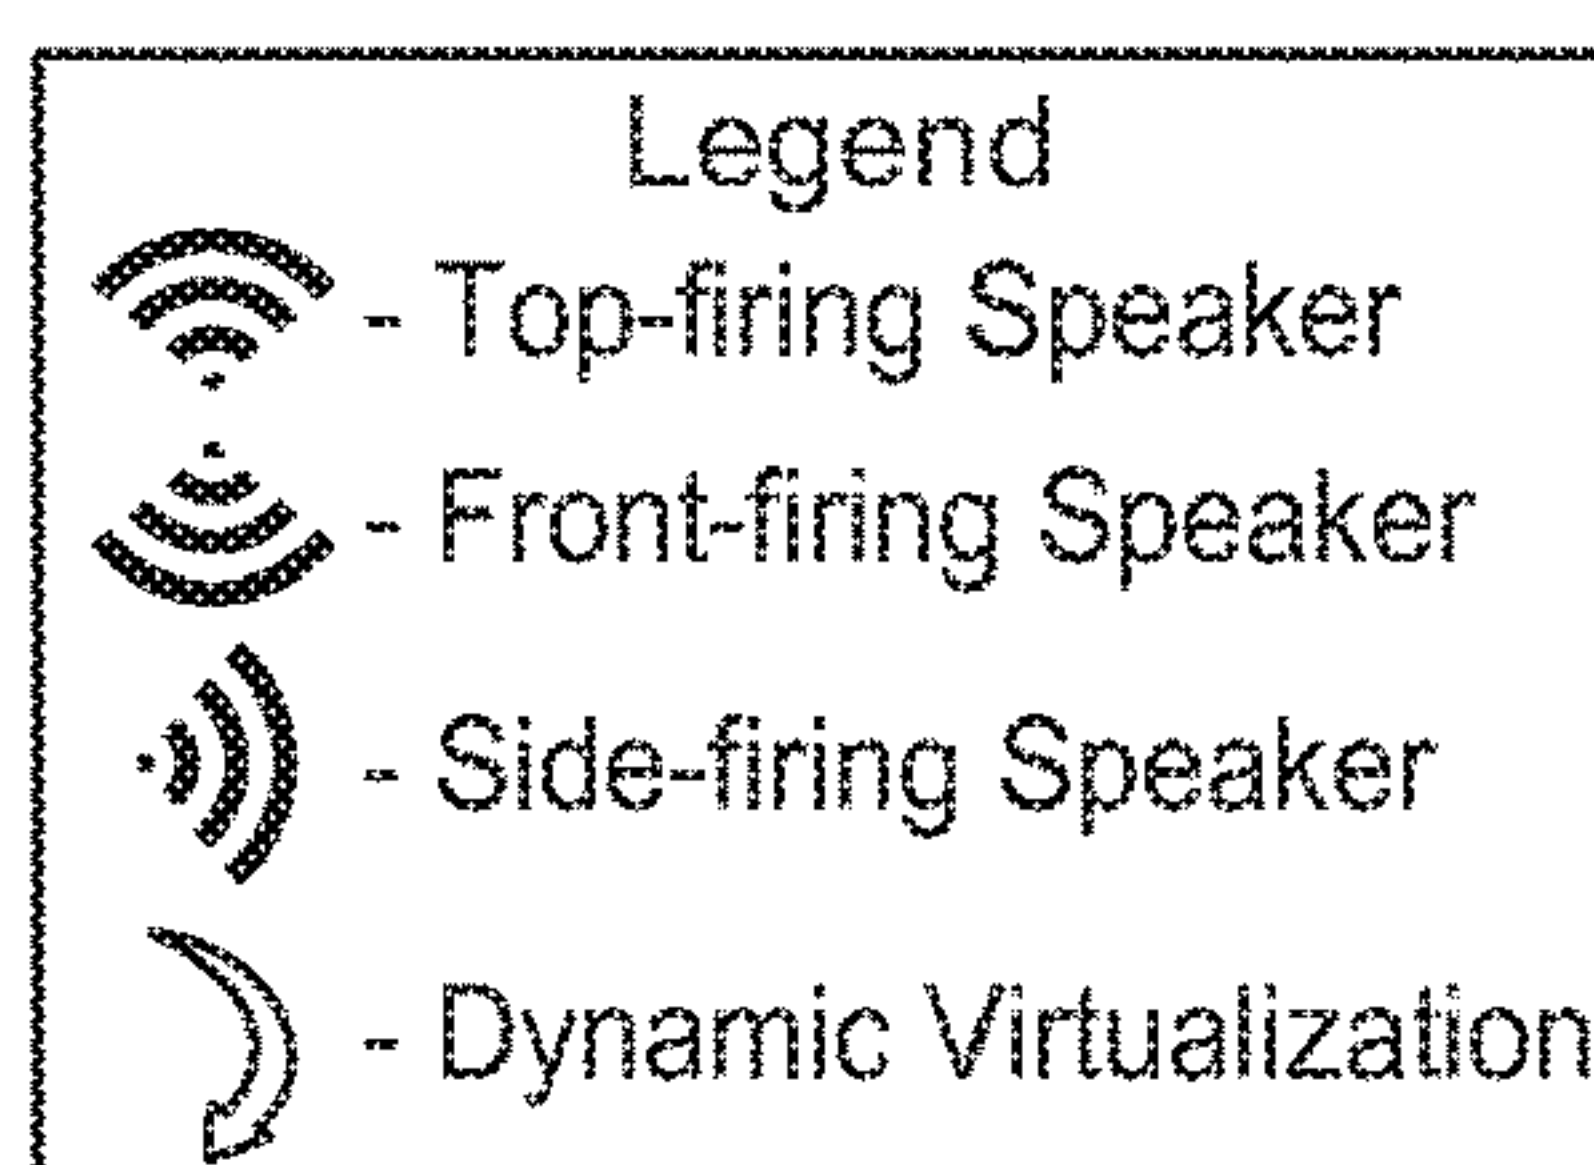 Legend
- Top-firing Speaker
- Front-firing Speaker
- Side-firing Speaker
- Dynamic Virtualization